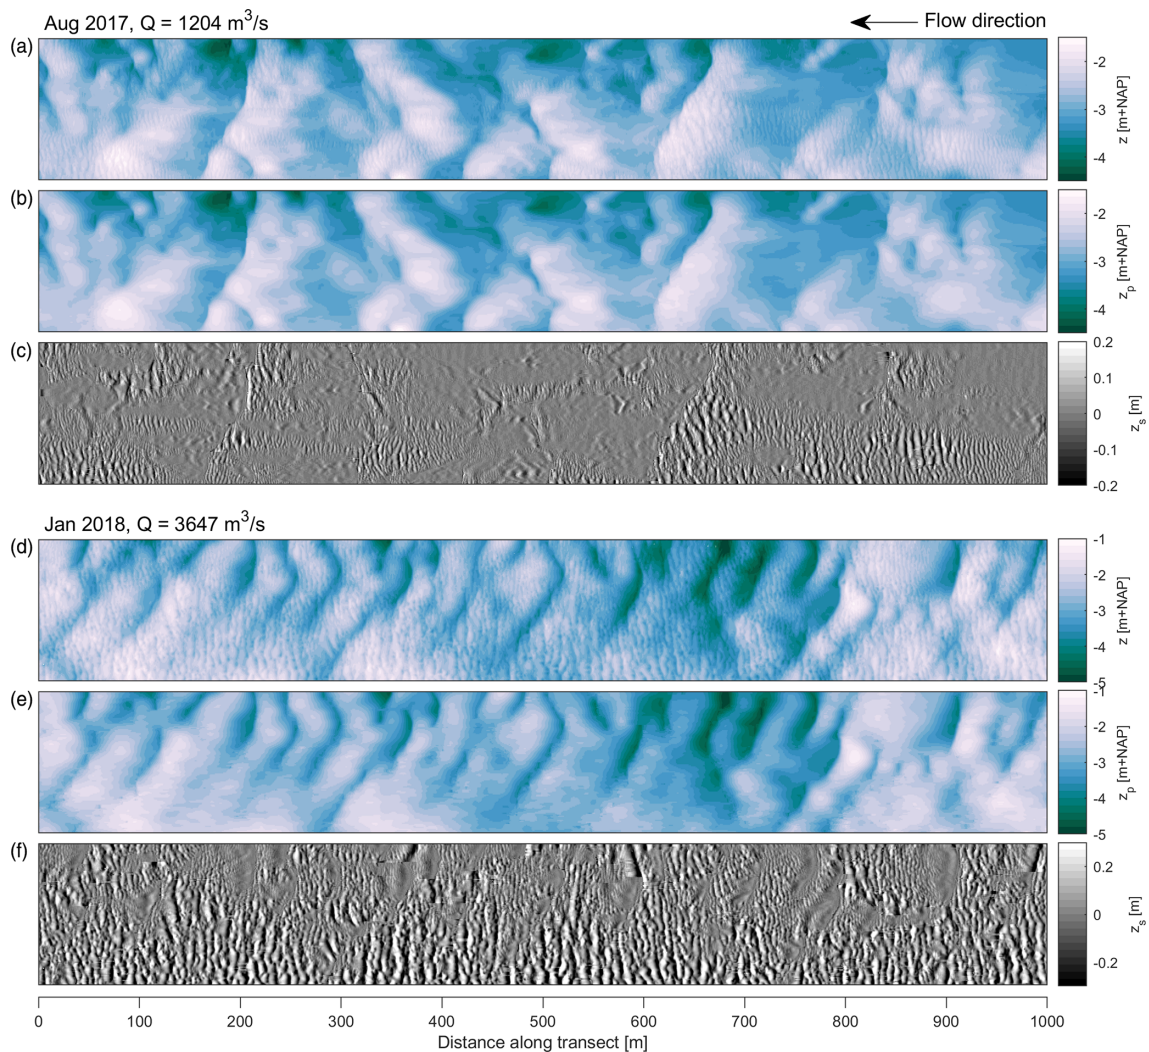 Aug 2017, Q = 1204 m³/s
Flow direction
(a)
-2
-3
-4
z [m+NAP]
(b)
-2
-3
-4
z_p [m+NAP]
(c)
0.2
0.1
0
-0.1
-0.2
z_s [m]
Jan 2018, Q = 3647 m³/s
(d)
-1
-2
-3
-4
-5
z [m+NAP]
(e)
-1
-2
-3
-4
-5
z_p [m+NAP]
(f)
0.2
0
-0.2
z_s [m]
0 100 200 300 400 500 600 700 800 900 1000
Distance along transect [m]